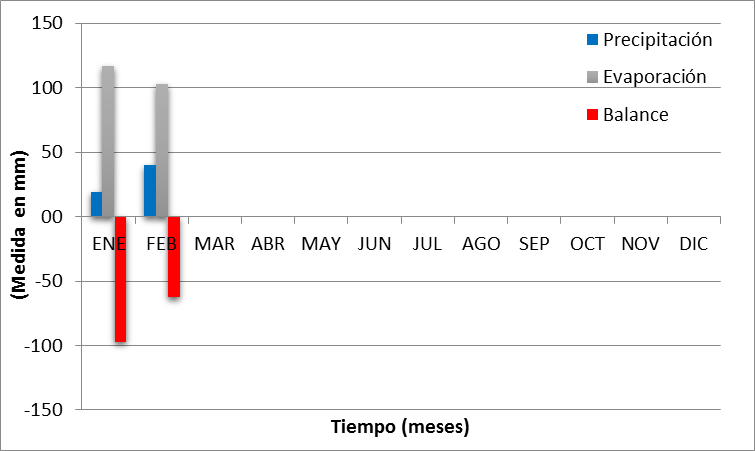 150
100
50
00
-50
-100
-150
(Medida en mm)
Precipitación
Evaporación
Balance
ENE FEB MAR ABR MAY JUN JUL AGO SEP OCT NOV DIC
Tiempo (meses)